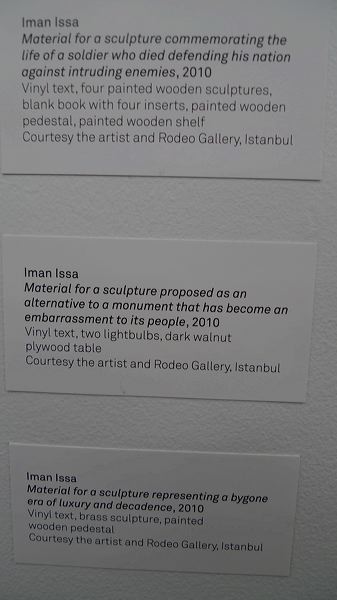 Iman Issa
Material for a sculpture commemorating the
life of a soldier who died defending his nation
against intruding enemies, 2010
Vinyl text, four painted wooden sculptures,
blank book with four inserts, painted wooden
pedestal, painted wooden shelf
Courtesy the artist and Rodeo Gallery, Istanbul
Iman Issa
Material for a sculpture proposed as an
alternative to a monument that has become an
embarrassment to its people, 2010
Vinyl text, two lightbulbs, dark walnut
plywood table
Courtesy the artist and Rodeo Gallery, Istanbul
Iman Issa
Material for a sculpture representing a bygone
era of luxury and decadence, 2010
Vinyl text, brass sculpture, painted
wooden pedestal
Courtesy the artist and Rodeo Gallery, Istanbul